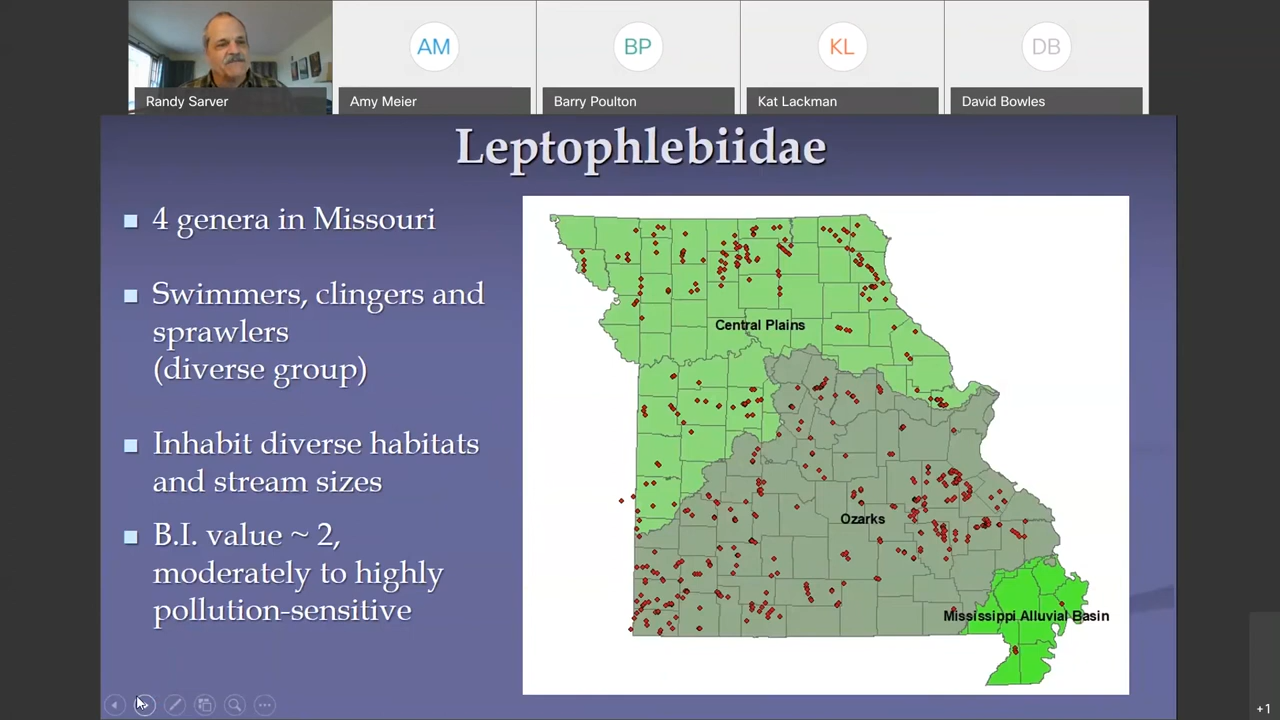 AM
BP
KL
DB
Randy Sarver
Amy Meier
Barry Poulton
Kat Lackman
David Bowles
Leptophlebiidae
4 genera in Missouri
Swimmers, clingers and
sprawlers
(diverse group)
Inhabit diverse habitats
and stream sizes
B.I. value ~ 2,
moderately to highly
pollution-sensitive
Central Plains
Ozarks
Mississippi Alluvial Basin
+1